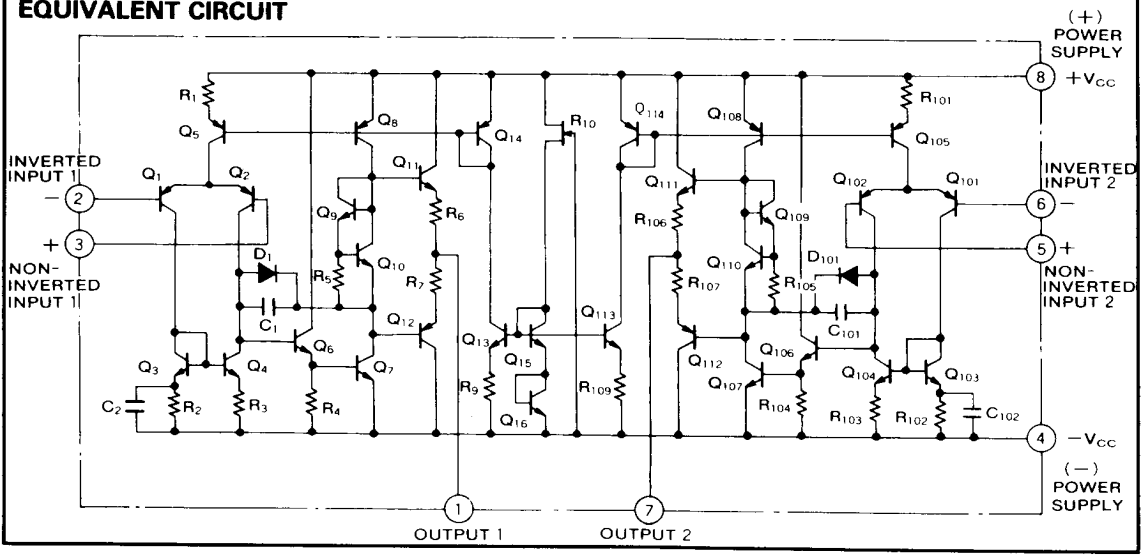 EQUIVALENT CIRCUIT
(+)
POWER
SUPPLY
8 +Vcc
R1
Q5
Q8
Q14
R10
Q114
Q108
R101
Q105
INVERTED
INPUT 1
2 −
Q1
Q2
Q11
R6
Q9
Q10
R5
R7
Q111
R106
Q109
Q110
R105
R107
Q102
Q101
INVERTED
INPUT 2
6 −
+ 3
NON-
INVERTED
INPUT 1
5 +
NON-
INVERTED
INPUT 2
D1
C1
D101
C101
Q3
Q4
Q6
Q7
Q12
Q13
Q15
Q113
Q112
Q106
Q107
Q104
Q103
C2
R2
R3
R4
R9
Q16
R109
R104
R103
R102
C102
4 −Vcc
(−)
POWER
SUPPLY
1
OUTPUT 1
7
OUTPUT 2